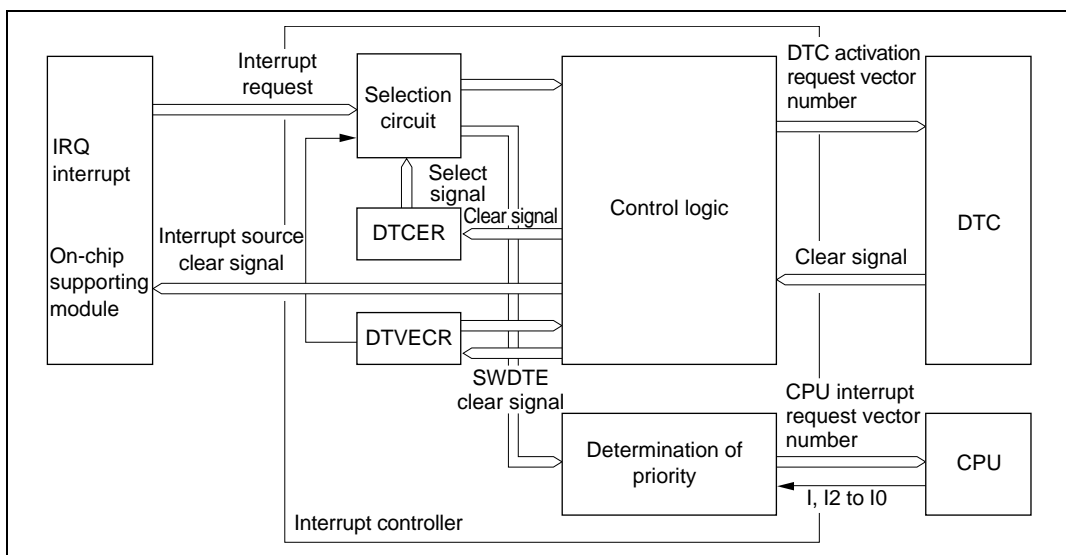 Interrupt
request
Selection
circuit
DTC activation
request vector
number
IRQ
interrupt
On-chip
supporting
module
Select
signal
DTCER
Clear signal
Control logic
DTC
Interrupt source
clear signal
Clear signal
DTVECR
SWDTE
clear signal
CPU interrupt
request vector
number
Determination of
priority
CPU
I, I2 to I0
Interrupt controller